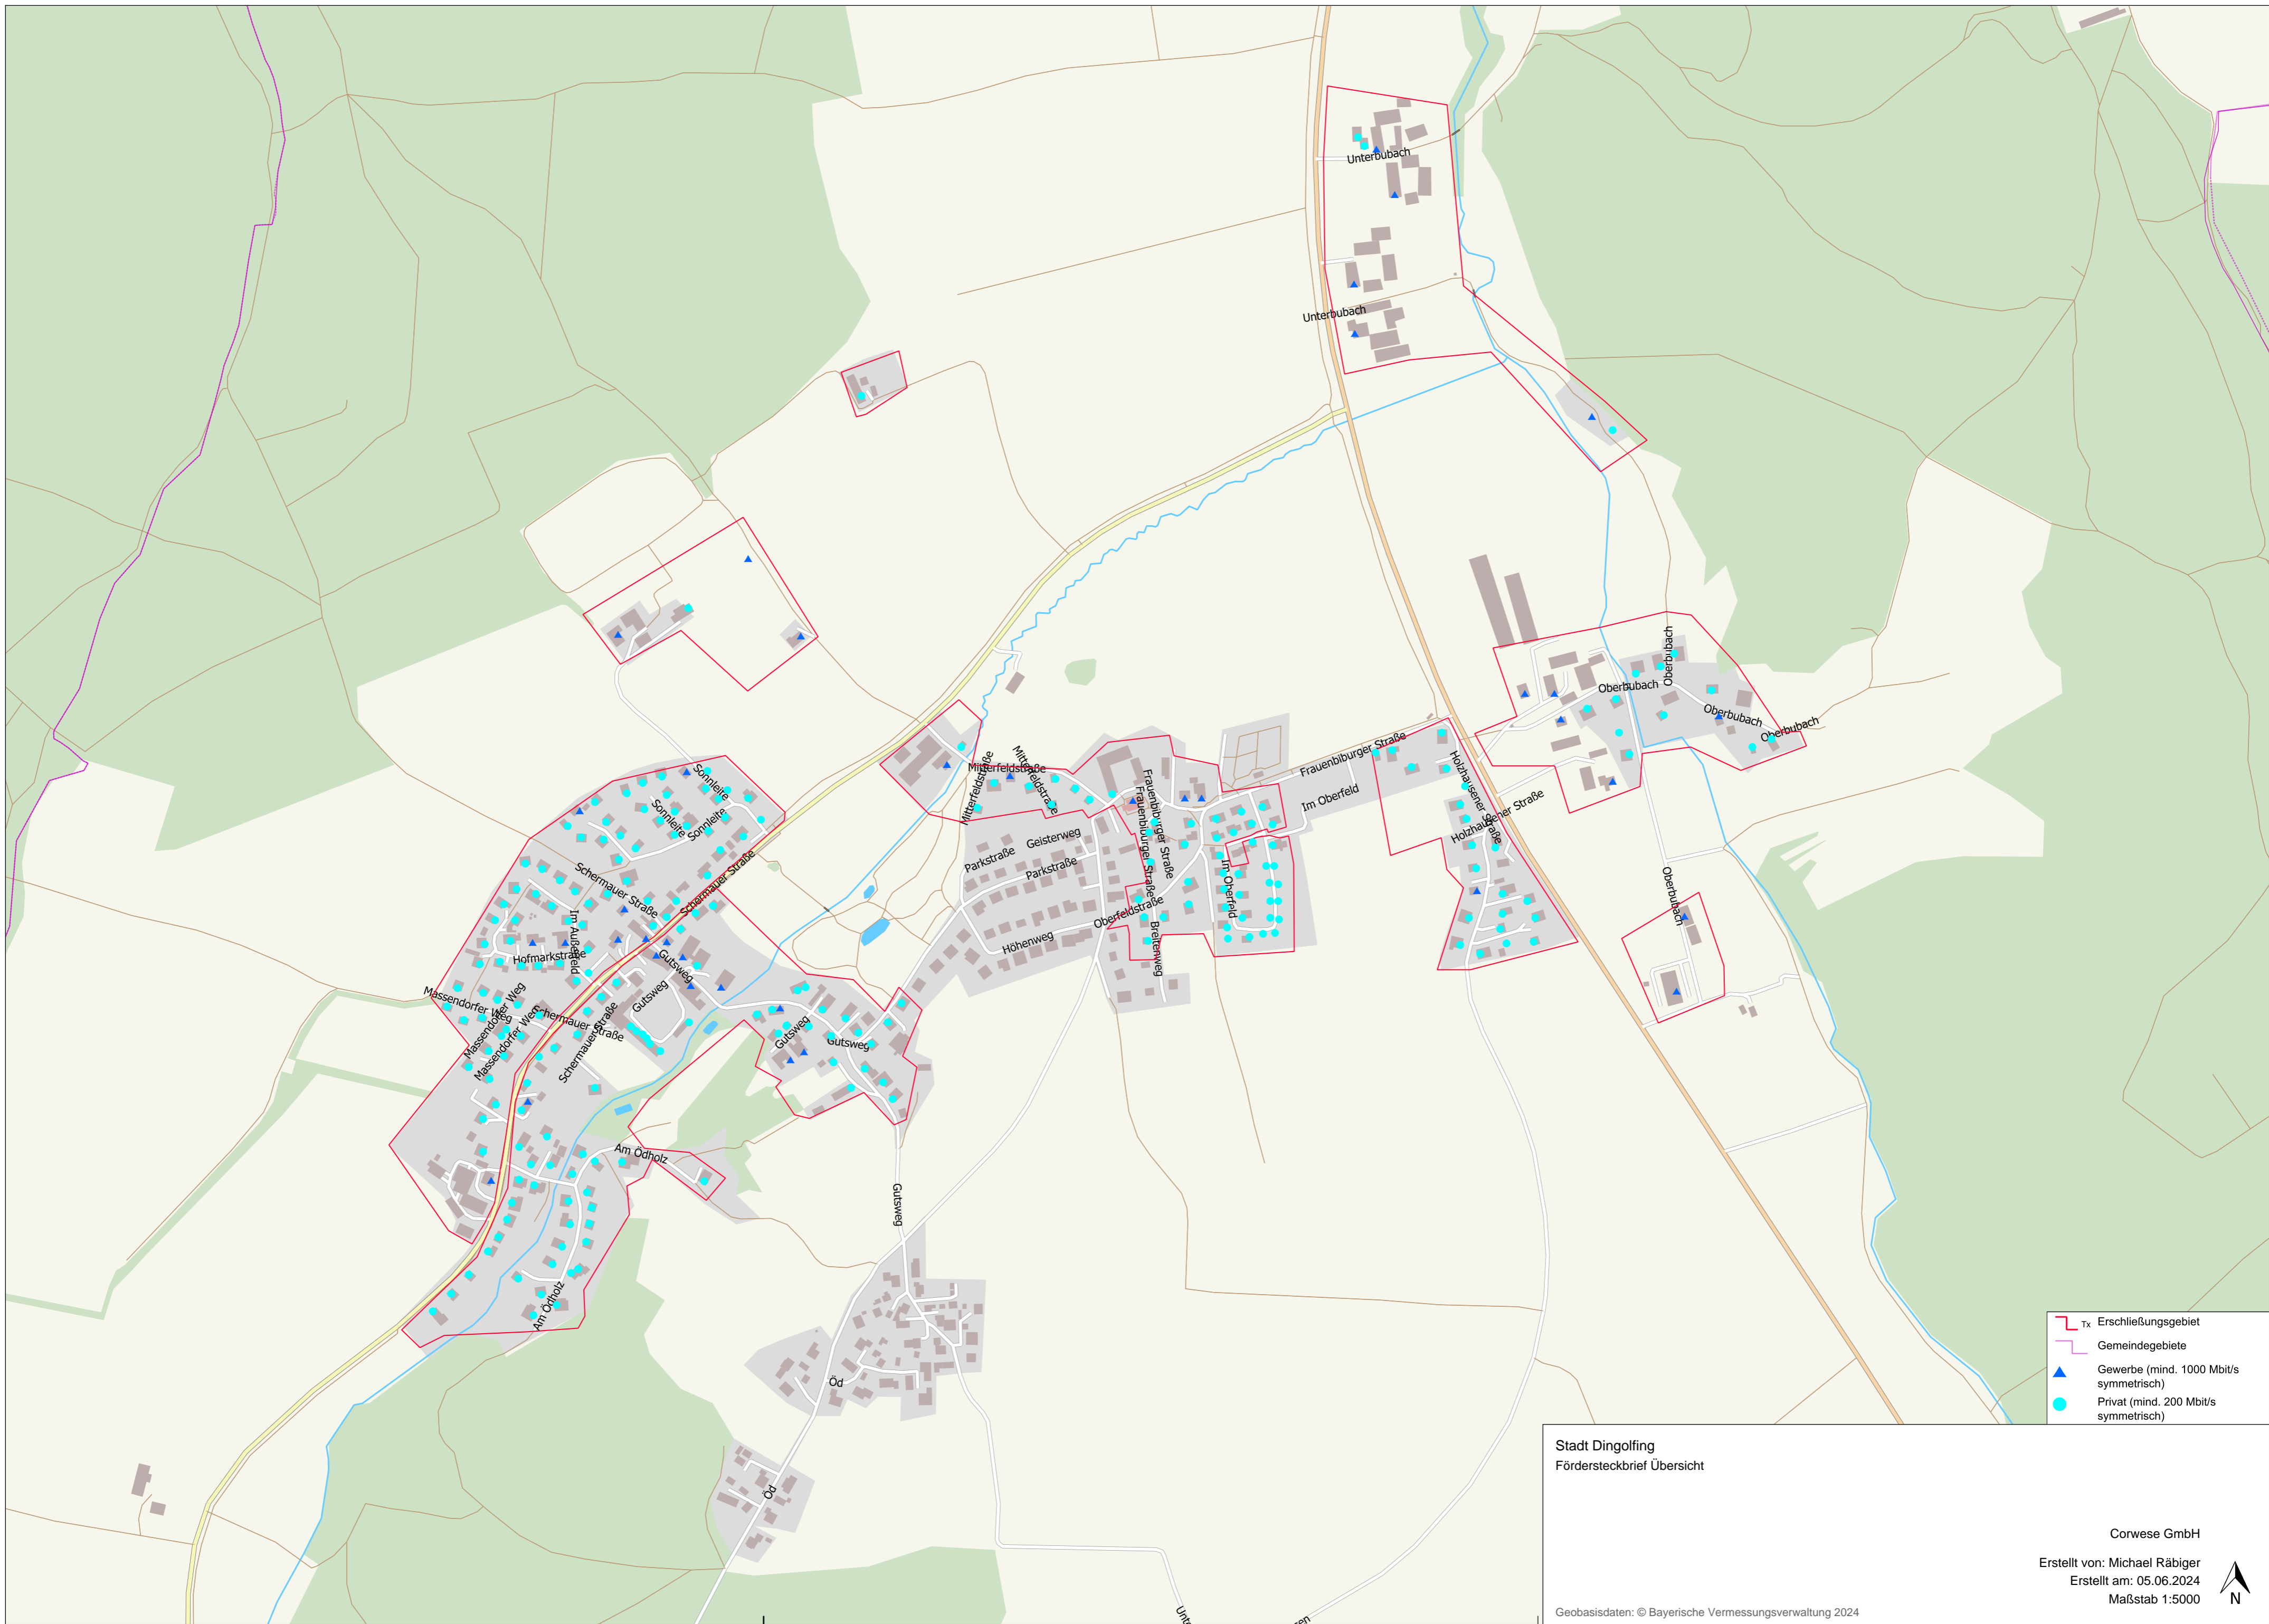 Unterbubach
Unterbubach
Oberbubach
Oberbubach
Oberbubach
Oberbubach
Oberbubach
Frauenbiburger Straße
Holzhausener Straße
Holzhausener Straße
Im Oberfeld
Mitterfeldstraße
Mitterfeldstraße
Mitterfeldstraße
Frauenbiburger Straße
Frauenbiburger Straße
Geisterweg
Parkstraße
Parkstraße
Im Oberfeld
Oberfeldstraße
Höhenweg
Breitenweg
Sonnleite
Sonnleite
Sonnleite
Schermauer Straße
Schermauer Straße
Im Außerfeld
Hofmarkstraße
Gutsweg
Gutsweg
Massendorfer Weg
Massendorfer Weg
Massendorfer Weg
Schermauer Straße
Schermauer Straße
Gutsweg
Gutsweg
Am Ödholz
Gutsweg
Am Ödholz
Öd
Öd
Tx Erschließungsgebiet
Gemeindegebiete
Gewerbe (mind. 1000 Mbit/s
symmetrisch)
Privat (mind. 200 Mbit/s
symmetrisch)
Stadt Dingolfing
Fördersteckbrief Übersicht
Corwese GmbH
Erstellt von: Michael Räbiger
Erstellt am: 05.06.2024
Maßstab 1:5000
N
Geobasisdaten: © Bayerische Vermessungsverwaltung 2024